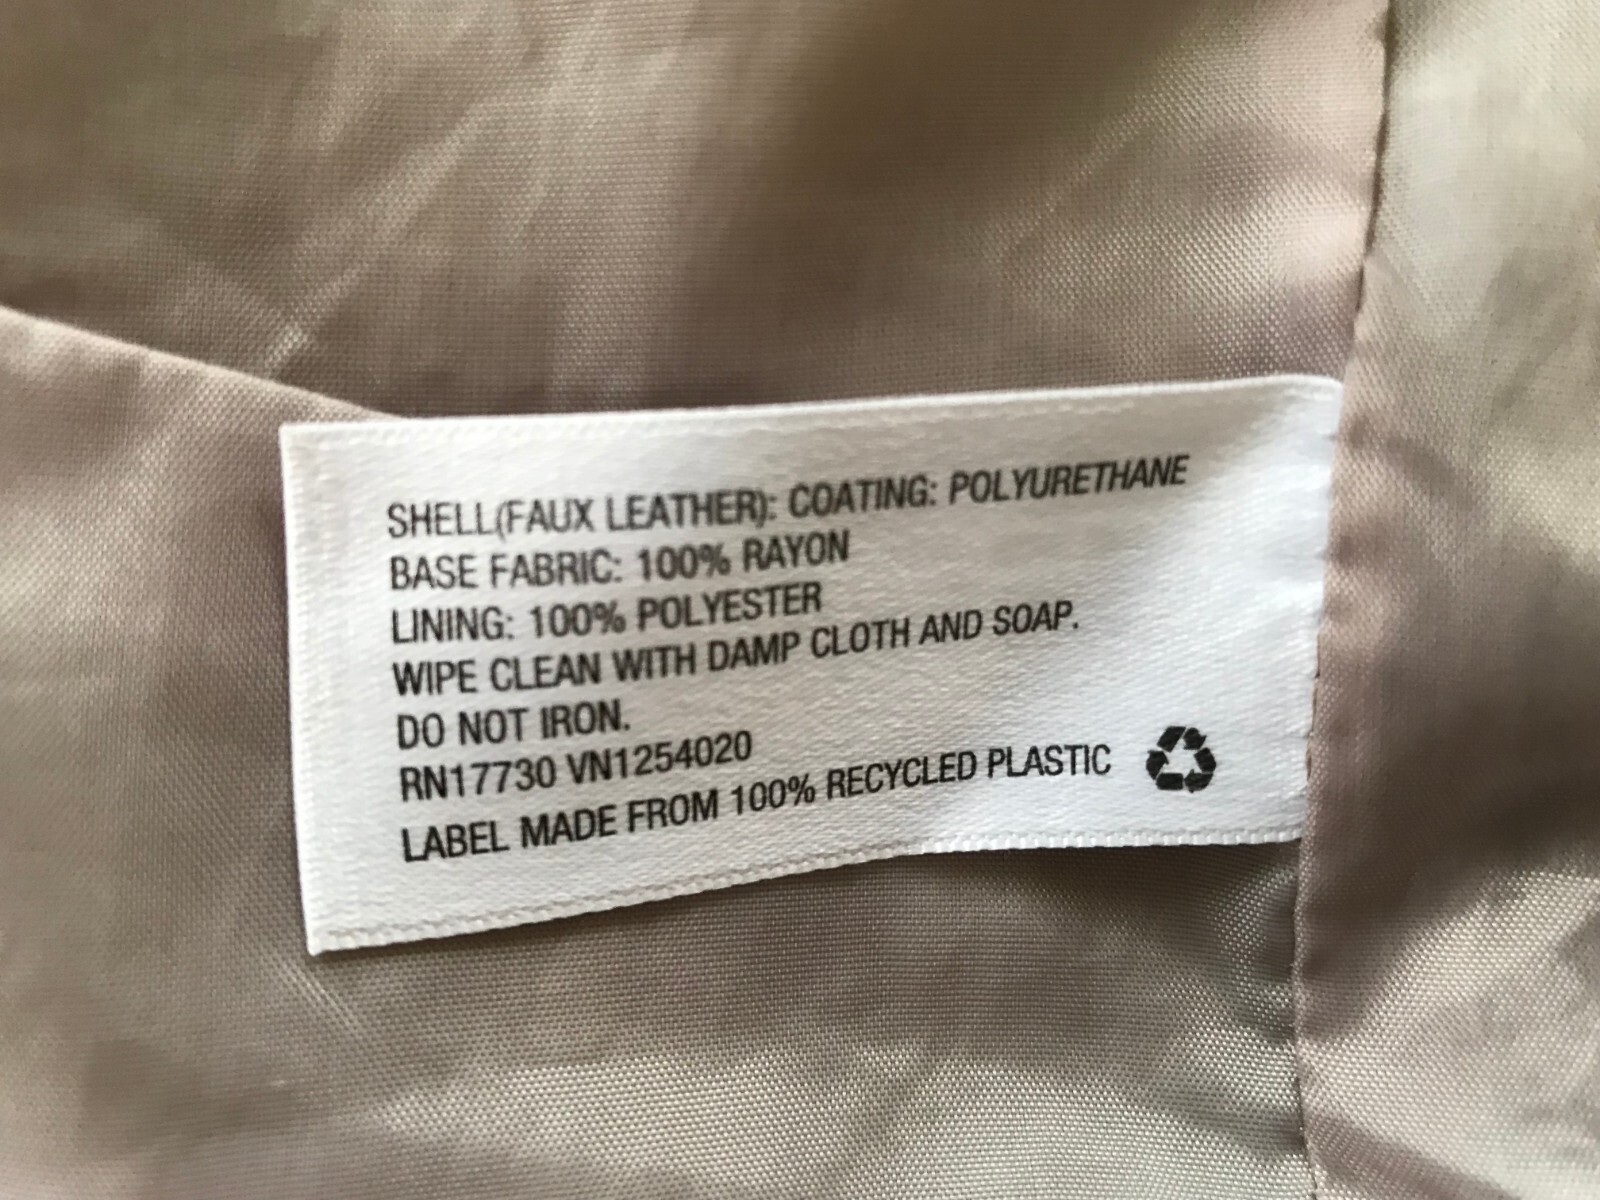 SHELL(FAUX LEATHER): COATING: POLYURETHANE
BASE FABRIC: 100% RAYON
LINING: 100% POLYESTER
WIPE CLEAN WITH DAMP CLOTH AND SOAP.
DO NOT IRON.
RN17730 VN1254020
LABEL MADE FROM 100% RECYCLED PLASTIC